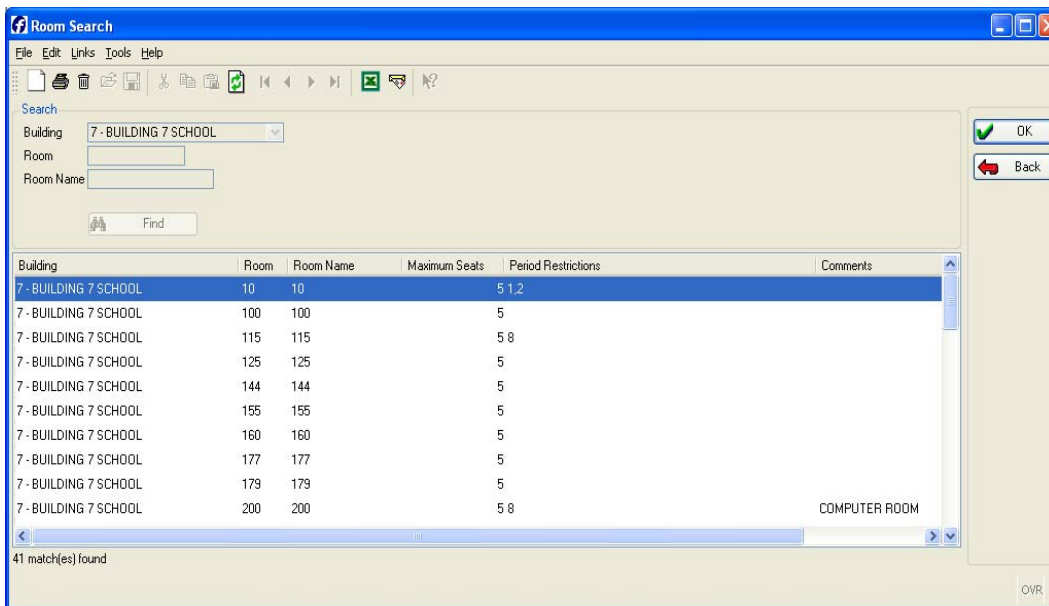 Room Search
File Edit Links Tools Help
Search
Building 7 - BUILDING 7 SCHOOL
Room
Room Name
Find
OK
Back
Building Room Room Name Maximum Seats Period Restrictions Comments
7 - BUILDING 7 SCHOOL 10 10 5 1,2
7 - BUILDING 7 SCHOOL 100 100 5
7 - BUILDING 7 SCHOOL 115 115 5 8
7 - BUILDING 7 SCHOOL 125 125 5
7 - BUILDING 7 SCHOOL 144 144 5
7 - BUILDING 7 SCHOOL 155 155 5
7 - BUILDING 7 SCHOOL 160 160 5
7 - BUILDING 7 SCHOOL 177 177 5
7 - BUILDING 7 SCHOOL 179 179 5
7 - BUILDING 7 SCHOOL 200 200 5 8 COMPUTER ROOM
41 match(es) found
OVR